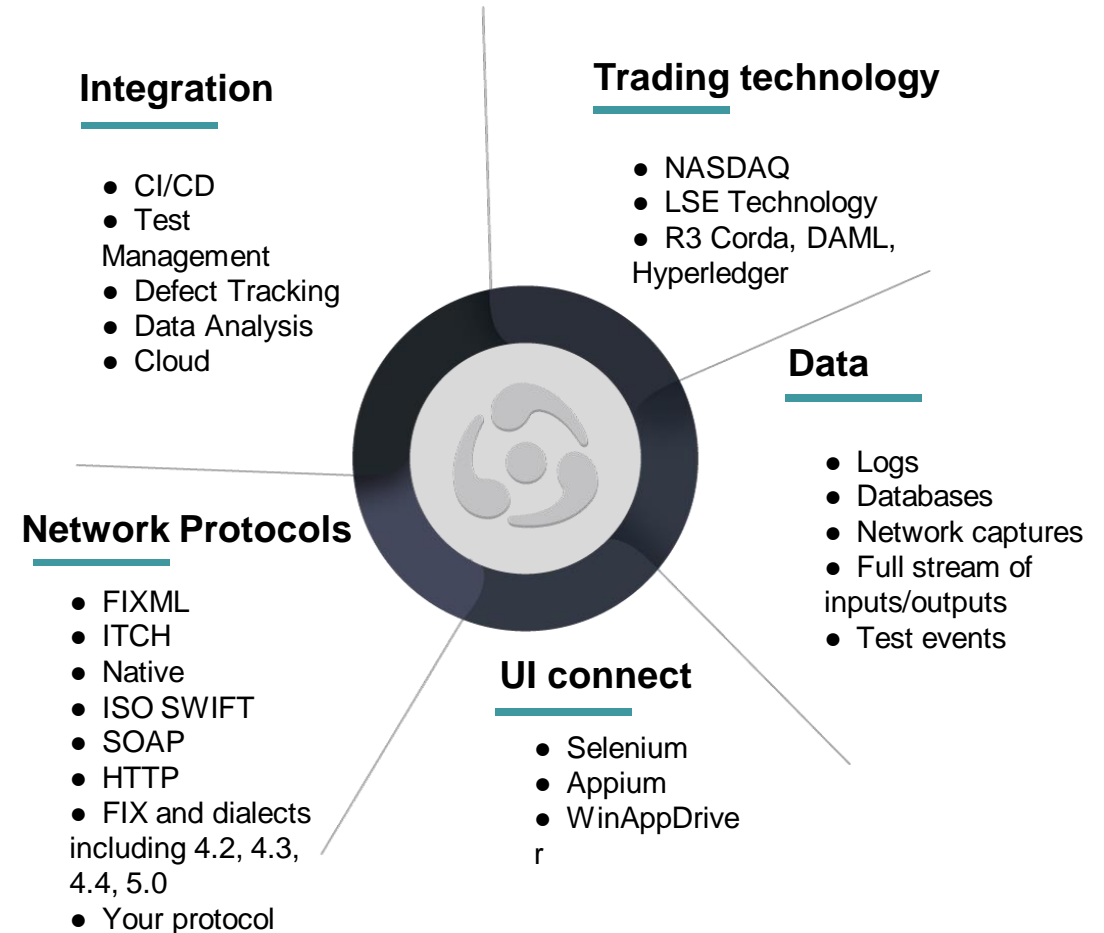 Integration
● CI/CD
● Test
Management
● Defect Tracking
● Data Analysis
● Cloud
Trading technology
● NASDAQ
● LSE Technology
● R3 Corda, DAML,
Hyperledger
Data
● Logs
● Databases
● Network captures
● Full stream of
inputs/outputs
● Test events
Network Protocols
● FIXML
● ITCH
● Native
● ISO SWIFT
● SOAP
● HTTP
● FIX and dialects
including 4.2, 4.3,
4.4, 5.0
● Your protocol
UI connect
● Selenium
● Appium
● WinAppDrive
r